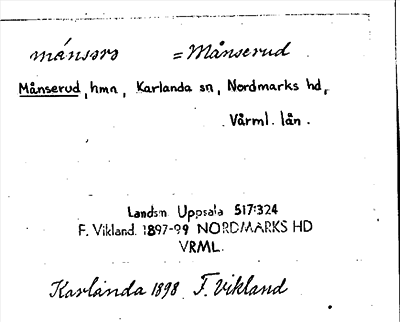 månsərə = Månserud
Månserud, hmn, Karlanda sn, Nordmarks hd,
Värml. län.
Landsm. Uppsala 517:324
F. Vikland. 1897-99 NORDMARKS HD
VRML.
Karlanda 1898 F. Vikland